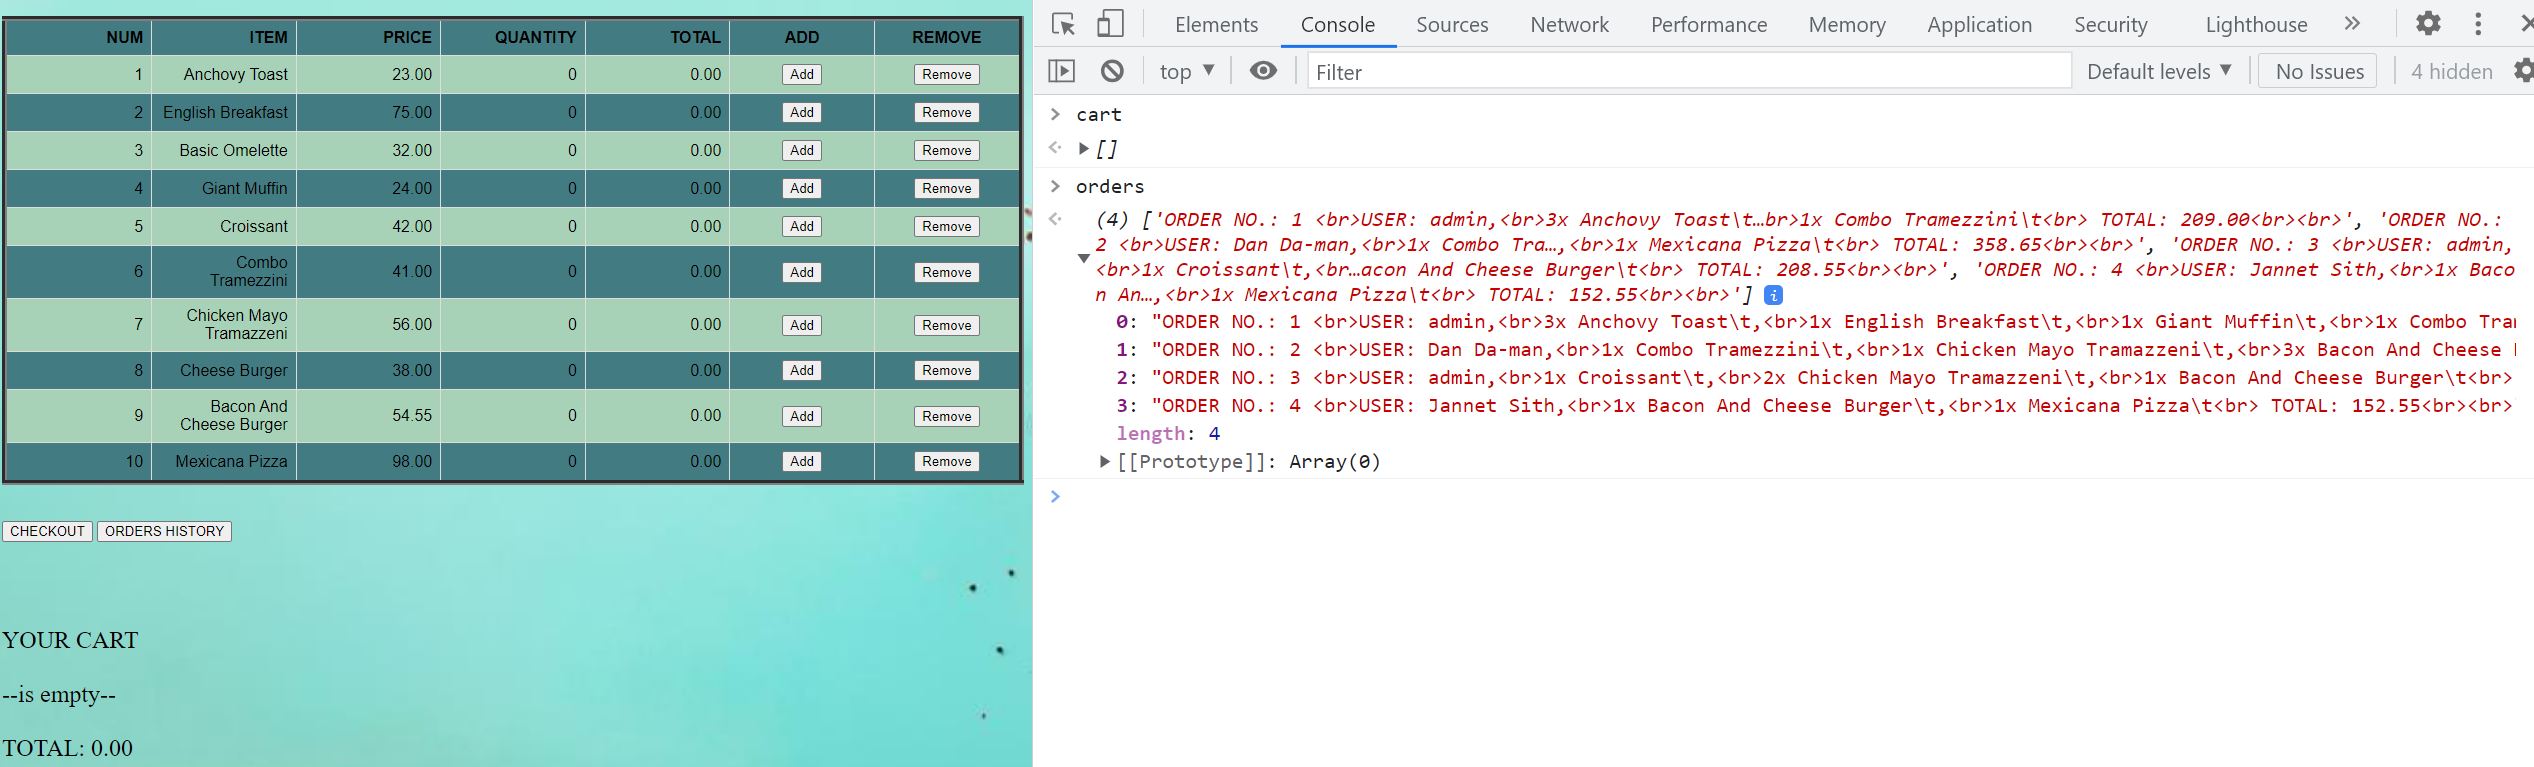 NUM ITEM PRICE QUANTITY TOTAL ADD REMOVE
1 Anchovy Toast 23.00 0 0.00 Add Remove
2 English Breakfast 75.00 0 0.00 Add Remove
3 Basic Omelette 32.00 0 0.00 Add Remove
4 Giant Muffin 24.00 0 0.00 Add Remove
5 Croissant 42.00 0 0.00 Add Remove
6 Combo Tramezzini 41.00 0 0.00 Add Remove
7 Chicken Mayo Tramazzeni 56.00 0 0.00 Add Remove
8 Cheese Burger 38.00 0 0.00 Add Remove
9 Bacon And Cheese Burger 54.55 0 0.00 Add Remove
10 Mexicana Pizza 98.00 0 0.00 Add Remove
CHECKOUT ORDERS HISTORY
YOUR CART
--is empty--
TOTAL: 0.00
Elements Console Sources Network Performance Memory Application Security Lighthouse »
top ▼ Filter Default levels ▼ No Issues 4 hidden
> cart
[]
> orders
(4) ['ORDER NO.: 1 <br>USER: admin,<br>3x Anchovy Toast\t…br>1x Combo Tramezzini\t<br> TOTAL: 209.00<br><br>', 'ORDER NO.:
2 <br>USER: Dan Da-man,<br>1x Combo Tra…,<br>1x Mexicana Pizza\t<br> TOTAL: 358.65<br><br>', 'ORDER NO.: 3 <br>USER: admin,
<br>1x Croissant\t,<br…acon And Cheese Burger\t<br> TOTAL: 208.55<br><br>', 'ORDER NO.: 4 <br>USER: Jannet Sith,<br>1x Baco
n An…,<br>1x Mexicana Pizza\t<br> TOTAL: 152.55<br><br>'] i
0: "ORDER NO.: 1 <br>USER: admin,<br>3x Anchovy Toast\t,<br>1x English Breakfast\t,<br>1x Giant Muffin\t,<br>1x Combo Tra
1: "ORDER NO.: 2 <br>USER: Dan Da-man,<br>1x Combo Tramezzini\t,<br>1x Chicken Mayo Tramazzeni\t,<br>3x Bacon And Cheese
2: "ORDER NO.: 3 <br>USER: admin,<br>1x Croissant\t,<br>2x Chicken Mayo Tramazzeni\t,<br>1x Bacon And Cheese Burger\t<br>
3: "ORDER NO.: 4 <br>USER: Jannet Sith,<br>1x Bacon And Cheese Burger\t,<br>1x Mexicana Pizza\t<br> TOTAL: 152.55<br><br>
length: 4
[[Prototype]]: Array(0)
>